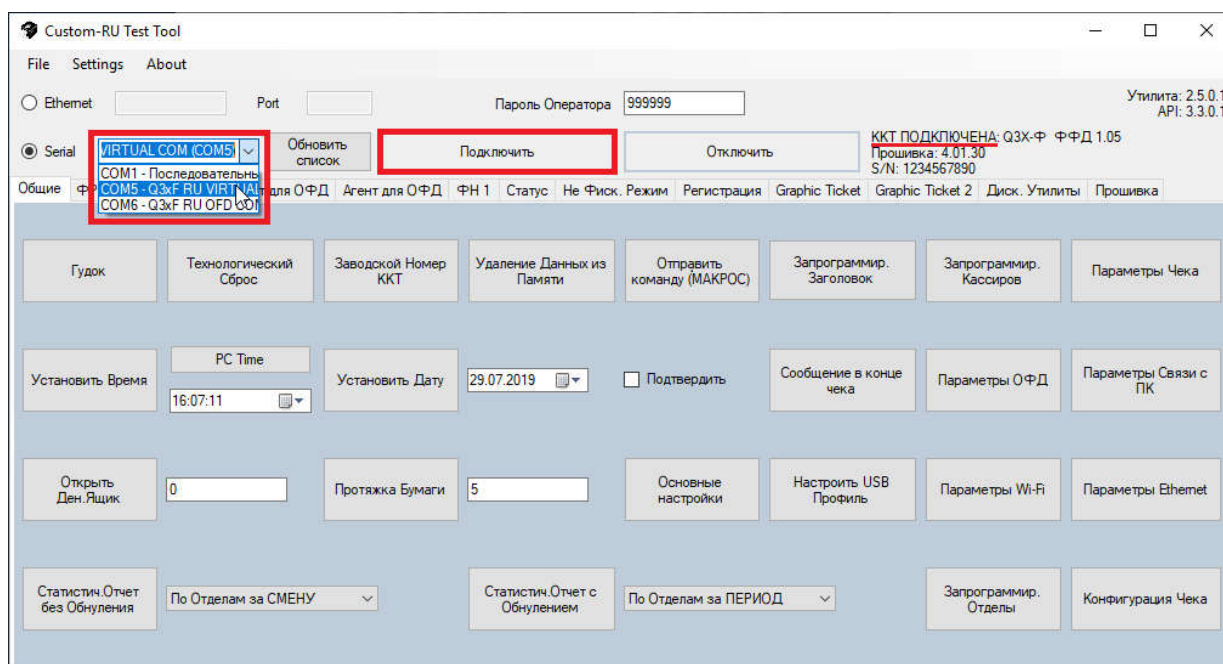 Custom-RU Test Tool
File Settings About
Ethernet Port Пароль Оператора 999999
Утилита: 2.5.0.1
API: 3.3.0.1
Serial VIRTUAL COM (COM5)
Обновить
список
Подключить
Отключить
ККТ ПОДКЛЮЧЕНА: Q3X-Ф ФФД 1.05
Прошивка: 4.01.30
S/N: 1234567890
COM1 - Последовательн
COM5 - Q3xF RU VIRTUAL
COM6 - Q3xF RU OFD COM
Общие для ОФД Агент для ОФД ФН 1 Статус Не Фиск. Режим Регистрация Graphic Ticket Graphic Ticket 2 Диск. Утилиты Прошивка
Гудок
Технологический
Сброс
Заводской Номер
ККТ
Удаление Данных из
Памяти
Отправить
команду (МАКРОС)
Запрограммир.
Заголовок
Запрограммир.
Кассиров
Параметры Чека
Установить Время
PC Time
16:07:11
Установить Дату
29.07.2019
Подтвердить
Сообщение в конце
чека
Параметры ОФД
Параметры Связи с
ПК
Открыть
Ден.Ящик
0
Протяжка Бумаги
5
Основные
настройки
Настроить USB
Профиль
Параметры Wi-Fi
Параметры Ethernet
Статистич.Отчет
без Обнуления
По Отделам за СМЕНУ
Статистич.Отчет с
Обнулением
По Отделам за ПЕРИОД
Запрограммир.
Отделы
Конфигурация Чека